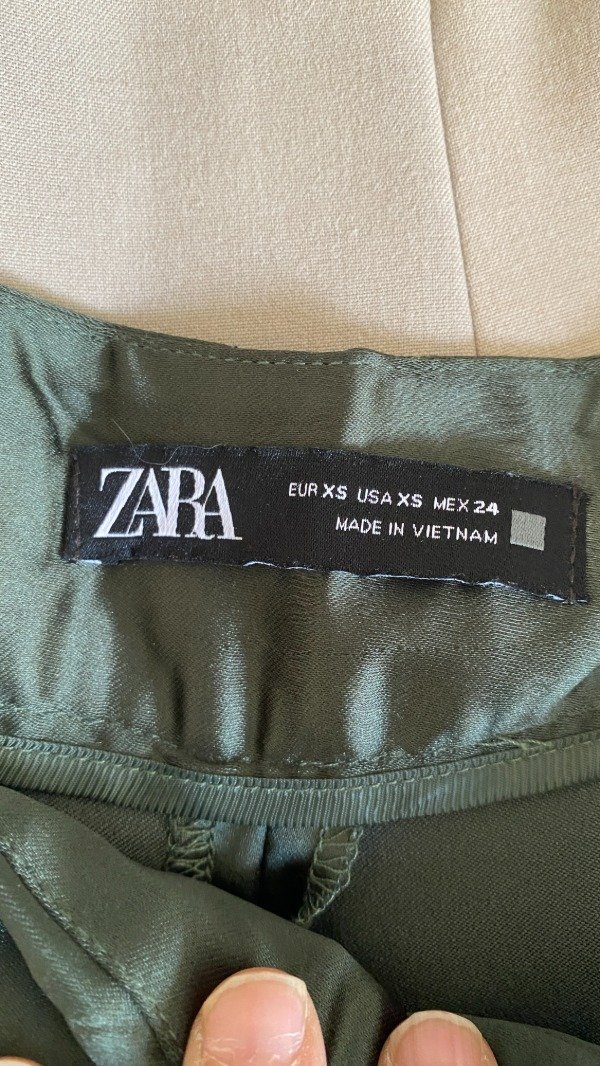 ZARA
EUR XS USA XS MEX 24
MADE IN VIETNAM